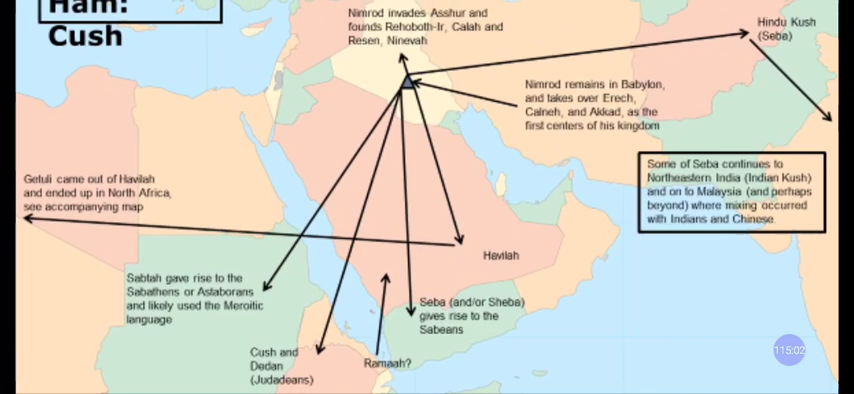 Ham:
Cush
Nimrod invades Asshur and
founds Rehoboth-Ir, Calah and
Resen, Ninevah
Hindu Kush
(Seba)
Nimrod remains in Babylon,
and takes over Erech,
Calneh, and Akkad, as the
first centers of his kingdom
Some of Seba continues to
Northeastern India (Indian Kush)
and on to Malaysia (and perhaps
beyond) where mixing occurred
with Indians and Chinese.
Getuli came out of Havilah
and ended up in North Africa,
see accompanying map
Havilah
Sabtah gave rise to the
Sabathens or Astaborans
and likely used the Meroitic
language
Seba (and/or Sheba)
gives rise to the
Sabeans
Cush and
Dedan
(Judadeans)
Ramaah?
115:02